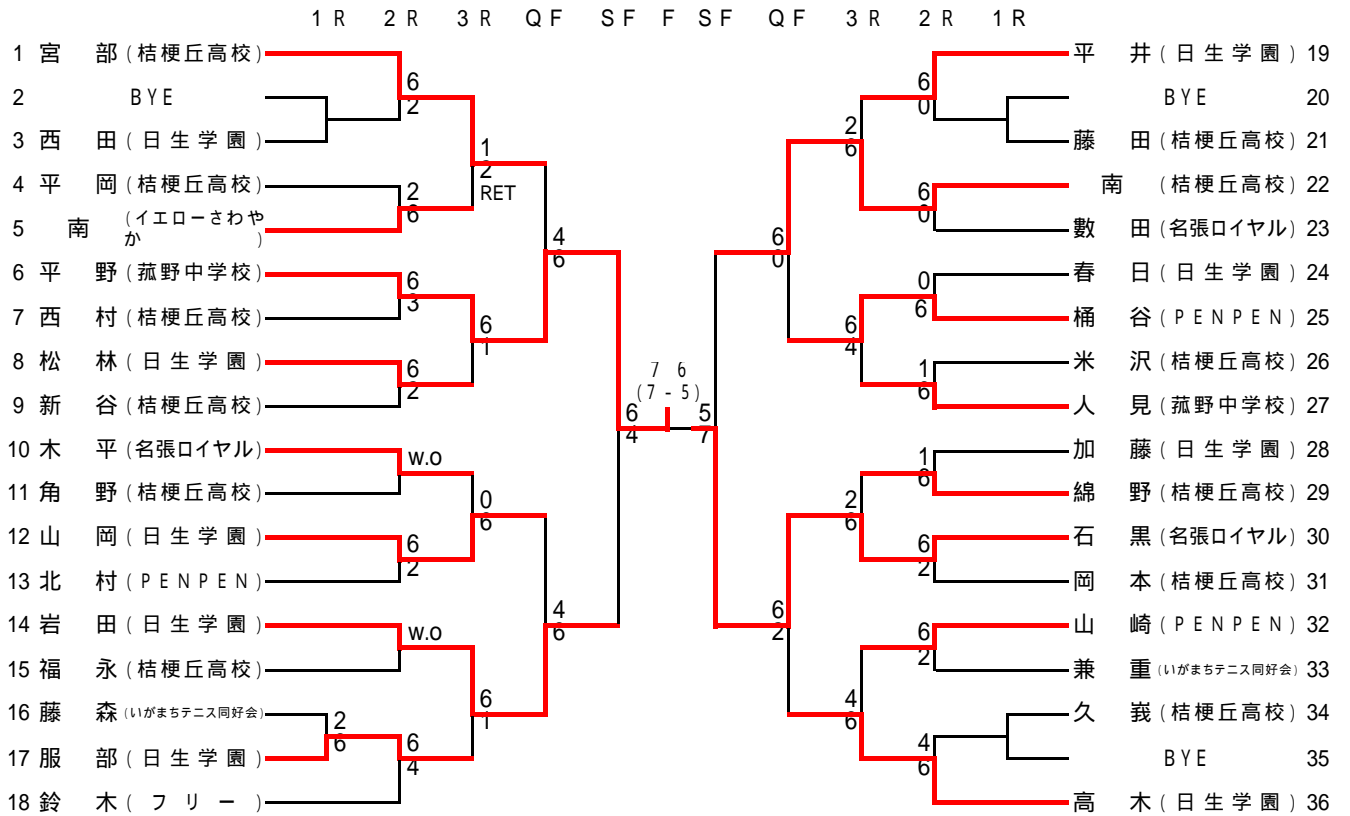 1R 2R 3R QF SF F SF QF 3R 2R 1R
1 宮 部 (桔梗丘高校)
2 BYE
3 西 田 (日生学園)
4 平 岡 (桔梗丘高校)
5 南 (イエローさわやか)
6 平 野 (菰野中学校)
7 西 村 (桔梗丘高校)
8 松 林 (日生学園)
9 新 谷 (桔梗丘高校)
10 木 平 (名張ロイヤル)
11 角 野 (桔梗丘高校)
12 山 岡 (日生学園)
13 北 村 (PENPEN)
14 岩 田 (日生学園)
15 福 永 (桔梗丘高校)
16 藤 森 (いがまちテニス同好会)
17 服 部 (日生学園)
18 鈴 木 (フリー)
2
6
6
2
2
6
6
3
6
2
w.o
6
2
w.o
6
4
1
2
RET
6
1
0
6
6
1
4
6
4
6
6
4
7 6
(7-5)
5
7
6
0
6
2
2
6
6
4
2
6
4
6
6
0
6
0
0
6
1
6
1
6
6
2
6
2
4
6
平 井 (日生学園) 19
BYE 20
藤 田 (桔梗丘高校) 21
南 (桔梗丘高校) 22
數 田 (名張ロイヤル) 23
春 日 (日生学園) 24
桶 谷 (PENPEN) 25
米 沢 (桔梗丘高校) 26
人 見 (菰野中学校) 27
加 藤 (日生学園) 28
綿 野 (桔梗丘高校) 29
石 黒 (名張ロイヤル) 30
岡 本 (桔梗丘高校) 31
山 崎 (PENPEN) 32
兼 重 (いがまちテニス同好会) 33
久 峩 (桔梗丘高校) 34
BYE 35
高 木 (日生学園) 36